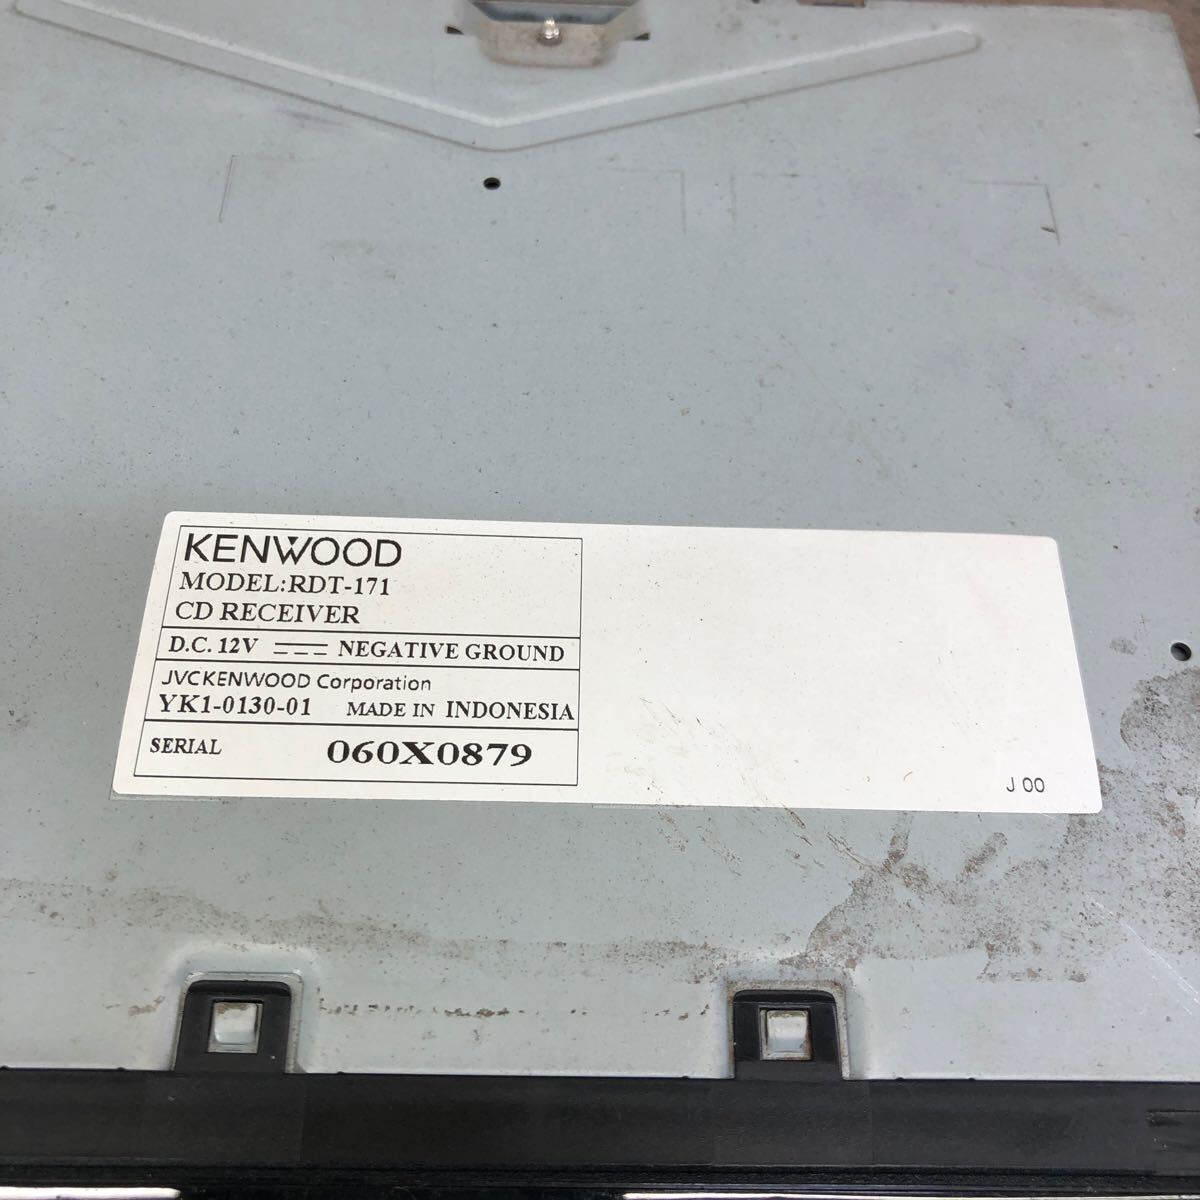 KENWOOD
MODEL:RDT-171
CD RECEIVER
D.C. 12V NEGATIVE GROUND
JVCKENWOOD Corporation
YK1-0130-01 MADE IN INDONESIA
SERIAL 060X0879
J 00